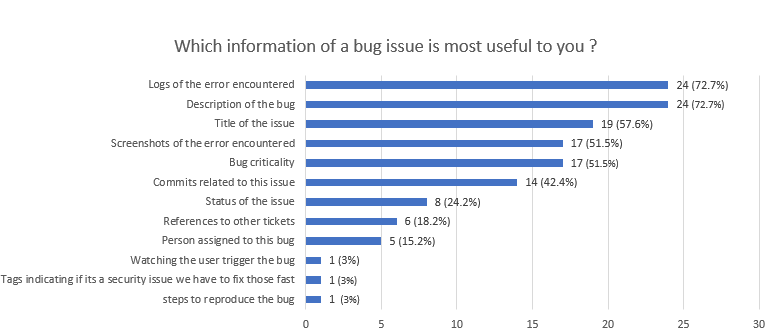 Which information of a bug issue is most useful to you ?
Logs of the error encountered 24 (72.7%)
Description of the bug 24 (72.7%)
Title of the issue 19 (57.6%)
Screenshots of the error encountered 17 (51.5%)
Bug criticality 17 (51.5%)
Commits related to this issue 14 (42.4%)
Status of the issue 8 (24.2%)
References to other tickets 6 (18.2%)
Person assigned to this bug 5 (15.2%)
Watching the user trigger the bug 1 (3%)
Tags indicating if its a security issue we have to fix those fast 1 (3%)
steps to reproduce the bug 1 (3%)
0 5 10 15 20 25 30